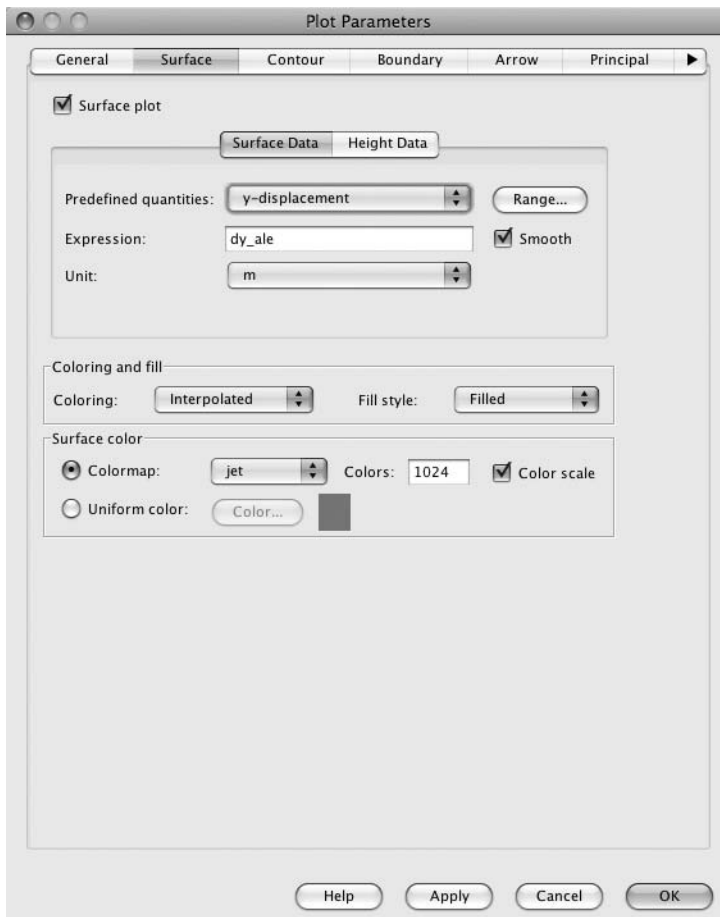 Plot Parameters
General Surface Contour Boundary Arrow Principal
Surface plot
Surface Data Height Data
Predefined quantities: y-displacement Range...
Expression: dy_ale Smooth
Unit: m
Coloring and fill
Coloring: Interpolated Fill style: Filled
Surface color
Colormap: jet Colors: 1024 Color scale
Uniform color: Color...
Help Apply Cancel OK